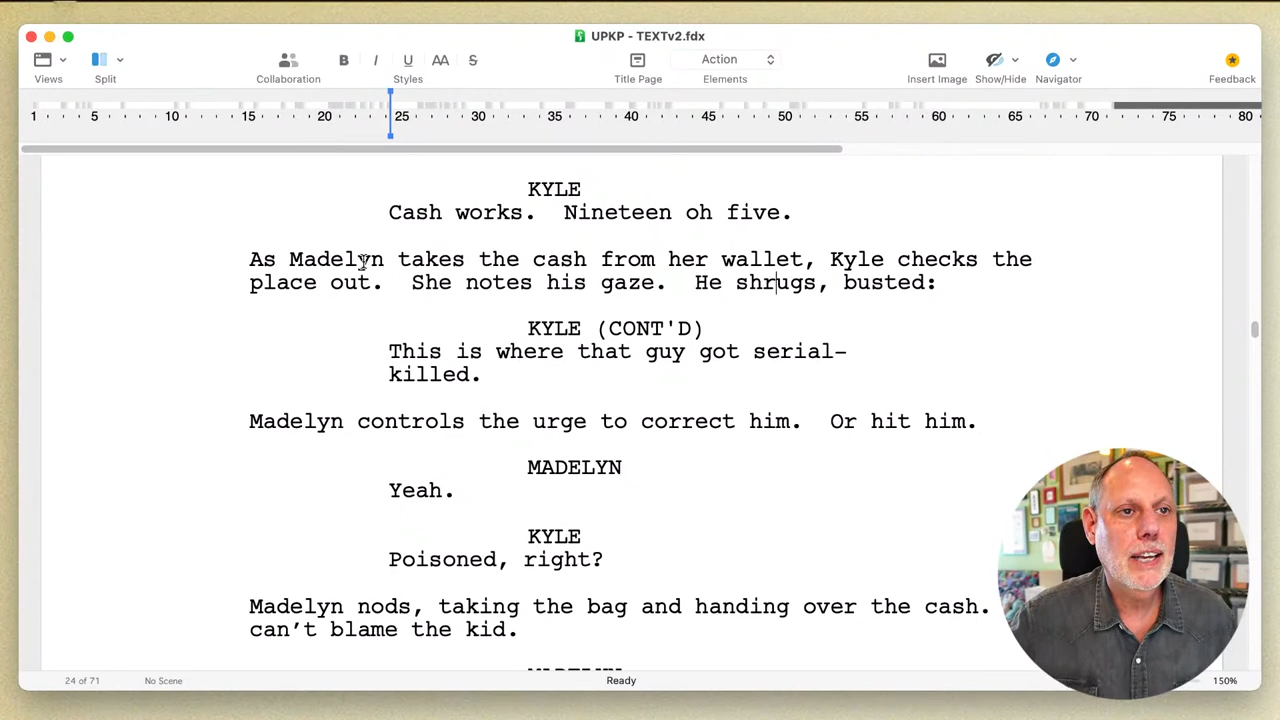 UPKP - TEXTv2.fdx
Views
Split
Collaboration
B I U AA S
Styles
Title Page
Action
Elements
Insert Image
Show/Hide
Navigator
Feedback
1 5 10 15 20 25 30 35 40 45 50 55 60 65 70 75 80
KYLE
Cash works.  Nineteen oh five.
As Madelyn takes the cash from her wallet, Kyle checks the
place out.  She notes his gaze.  He shrugs, busted:
KYLE (CONT'D)
This is where that guy got serial-
killed.
Madelyn controls the urge to correct him.  Or hit him.
MADELYN
Yeah.
KYLE
Poisoned, right?
Madelyn nods, taking the bag and handing over the cash.
can’t blame the kid.
24 of 71
No Scene
Ready
150%